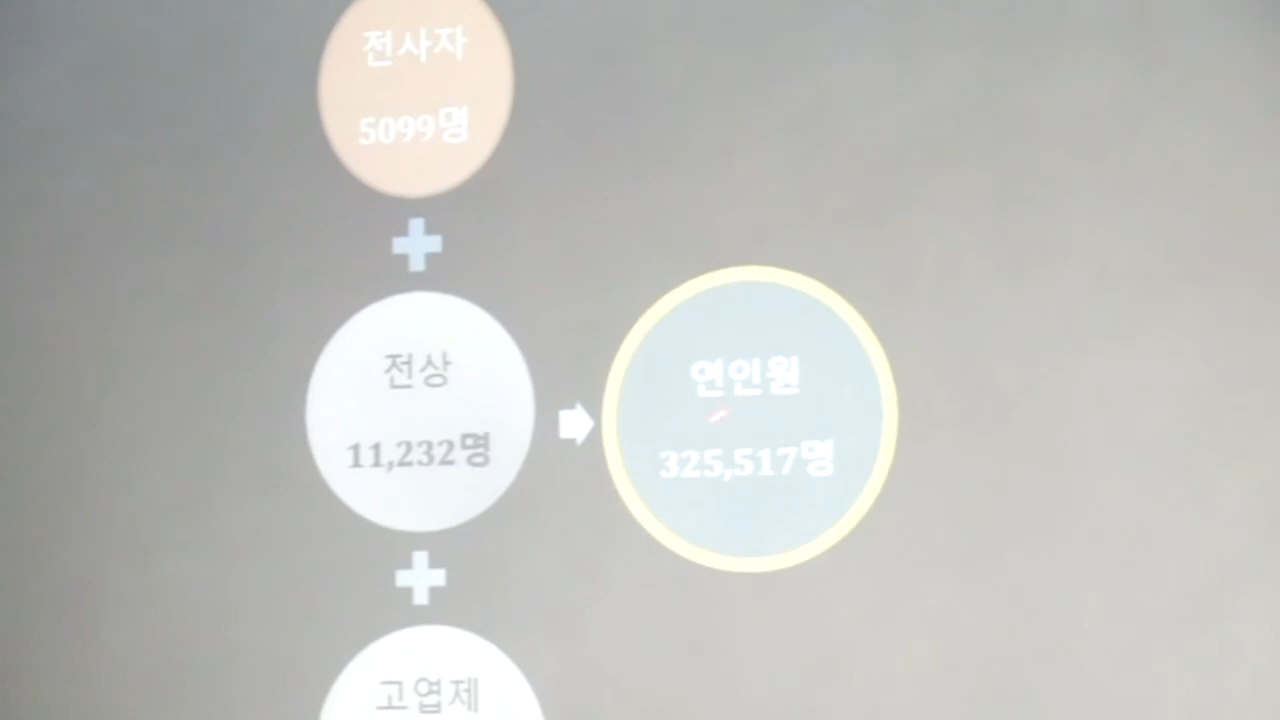 전사자
5099명
전상
11,232명
연인원
325,517명
고엽제